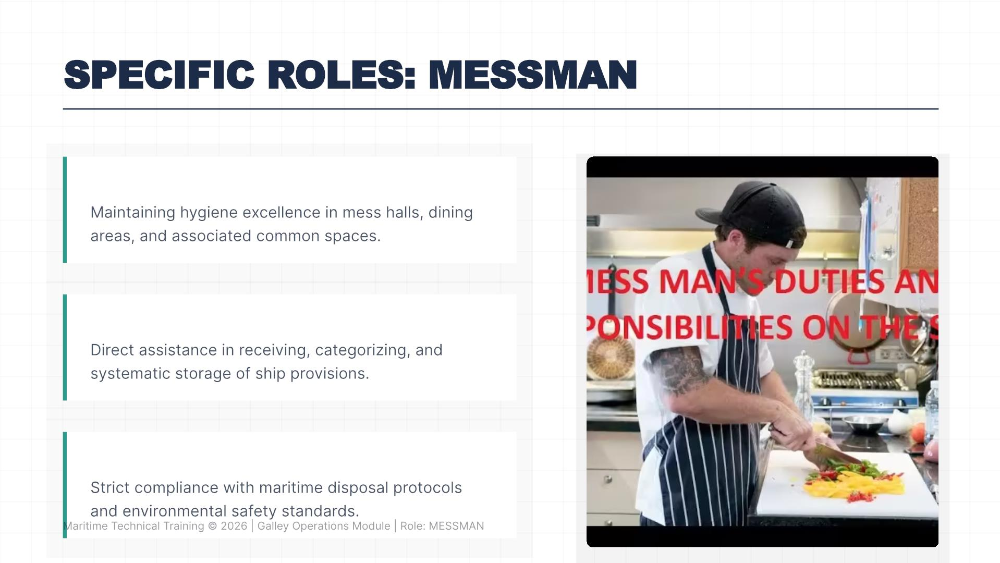 SPECIFIC ROLES: MESSMAN
Maintaining hygiene excellence in mess halls, dining
areas, and associated common spaces.
Direct assistance in receiving, categorizing, and
systematic storage of ship provisions.
Strict compliance with maritime disposal protocols
and environmental safety standards.
Maritime Technical Training © 2026 | Galley Operations Module | Role: MESSMAN
MESS MAN'S DUTIES AN
PONSIBILITIES ON THE S